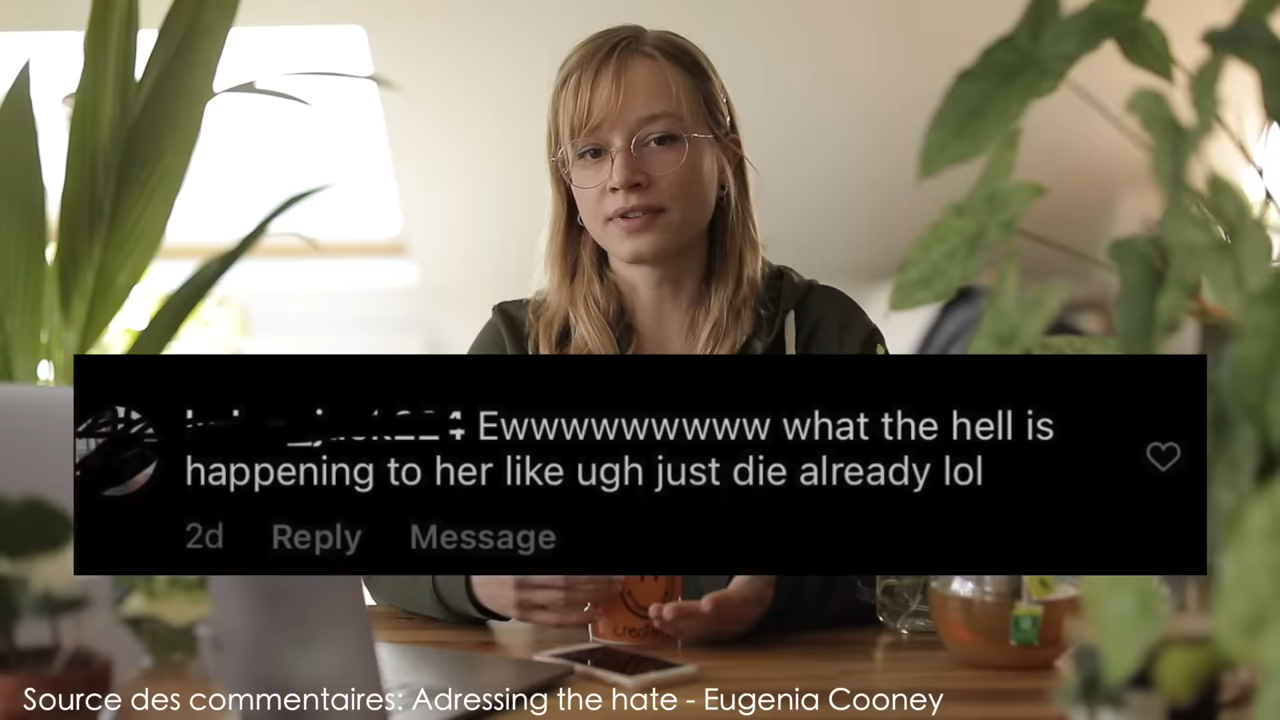 Ewwwwwwwww what the hell is
happening to her like ugh just die already lol
2d Reply Message
Source des commentaires: Adressing the hate - Eugenia Cooney